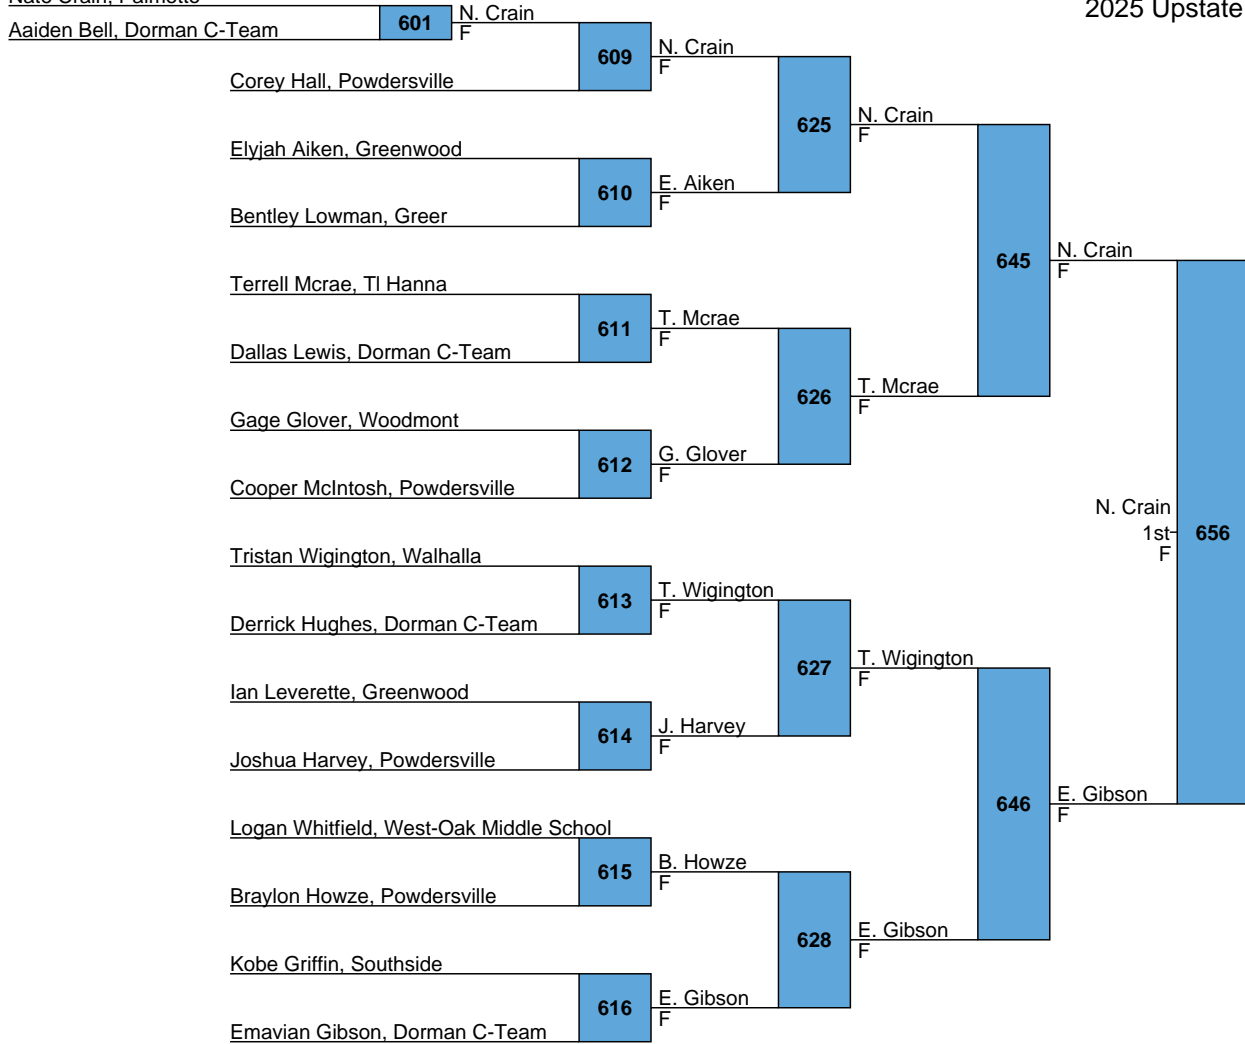 Aaiden Bell, Dorman C-Team
601
N. Crain
F
2025 Upstate
Corey Hall, Powdersville
609
N. Crain
F
Elyjah Aiken, Greenwood
Bentley Lowman, Greer
610
E. Aiken
F
625
N. Crain
F
Terrell Mcrae, Tl Hanna
Dallas Lewis, Dorman C-Team
611
T. Mcrae
F
Gage Glover, Woodmont
Cooper McIntosh, Powdersville
612
G. Glover
F
626
T. Mcrae
F
645
N. Crain
F
Tristan Wigington, Walhalla
Derrick Hughes, Dorman C-Team
613
T. Wigington
F
Ian Leverette, Greenwood
Joshua Harvey, Powdersville
614
J. Harvey
F
627
T. Wigington
F
Logan Whitfield, West-Oak Middle School
Braylon Howze, Powdersville
615
B. Howze
F
Kobe Griffin, Southside
Emavian Gibson, Dorman C-Team
616
E. Gibson
F
628
E. Gibson
F
646
E. Gibson
F
N. Crain
1st
F
656